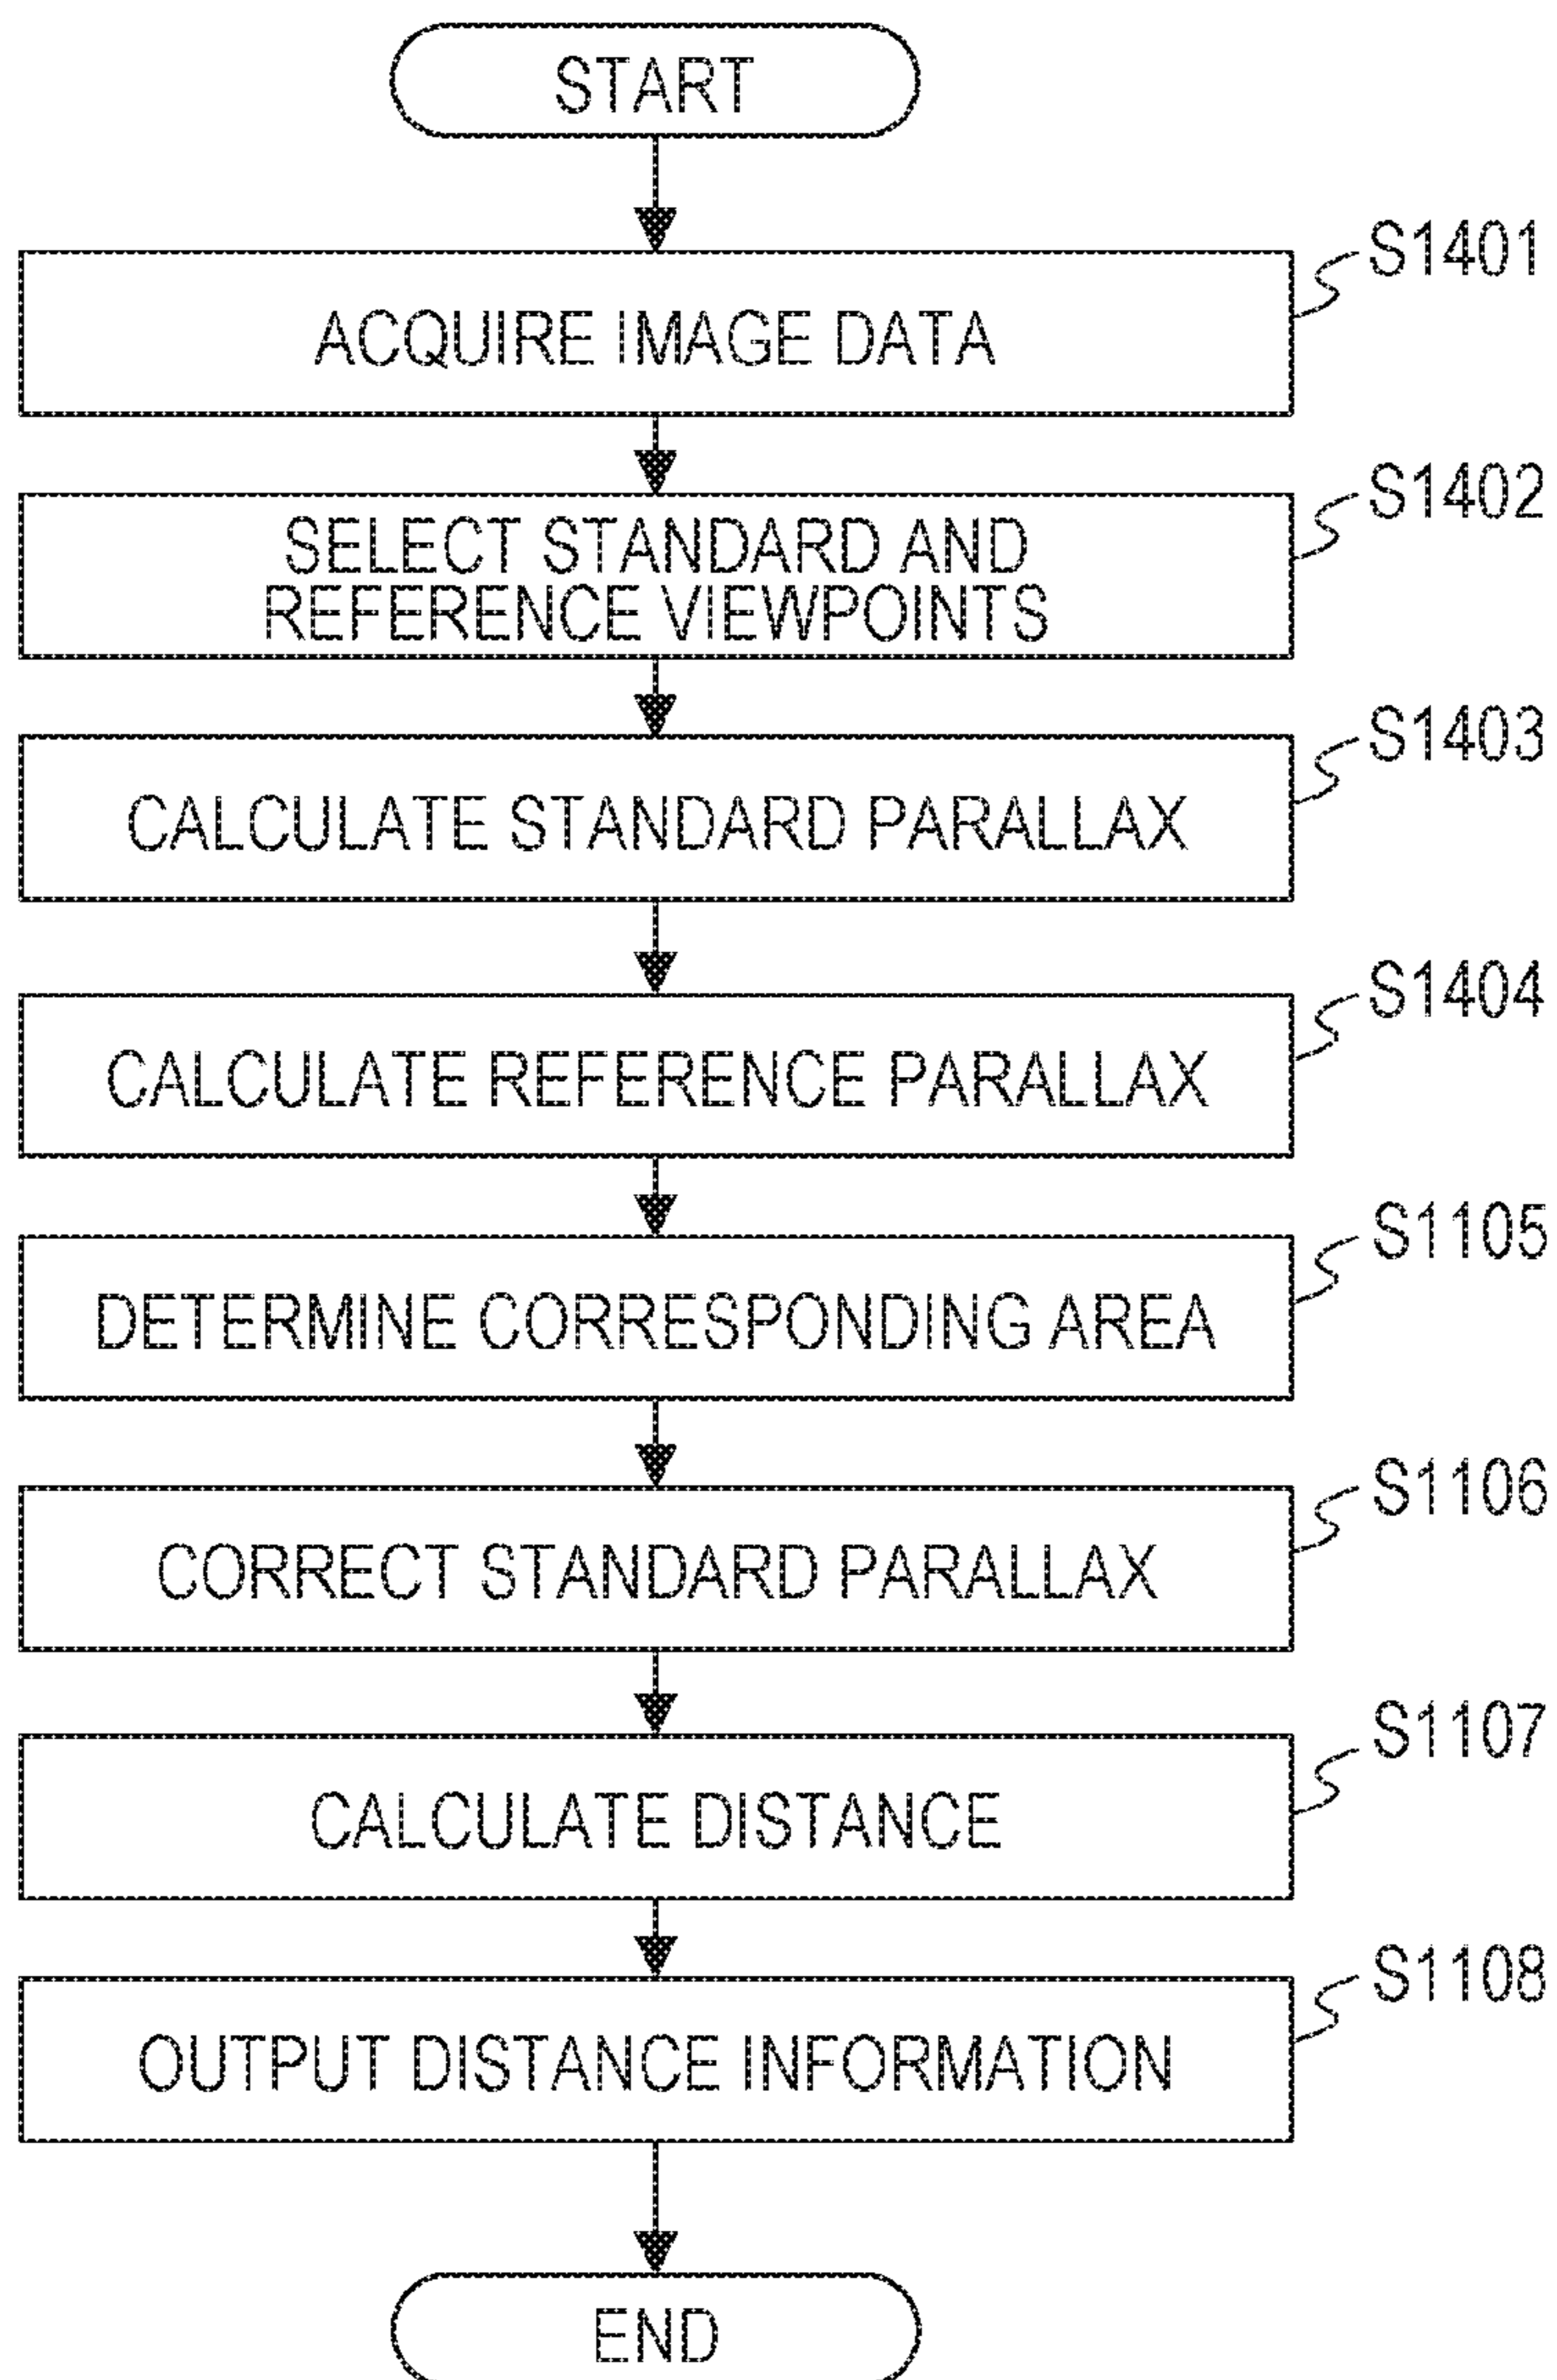 START
S1401
ACQUIRE IMAGE DATA
S1402
SELECT STANDARD AND
REFERENCE VIEWPOINTS
S1403
CALCULATE STANDARD PARALLAX
S1404
CALCULATE REFERENCE PARALLAX
S1105
DETERMINE CORRESPONDING AREA
S1106
CORRECT STANDARD PARALLAX
S1107
CALCULATE DISTANCE
S1108
OUTPUT DISTANCE INFORMATION
END